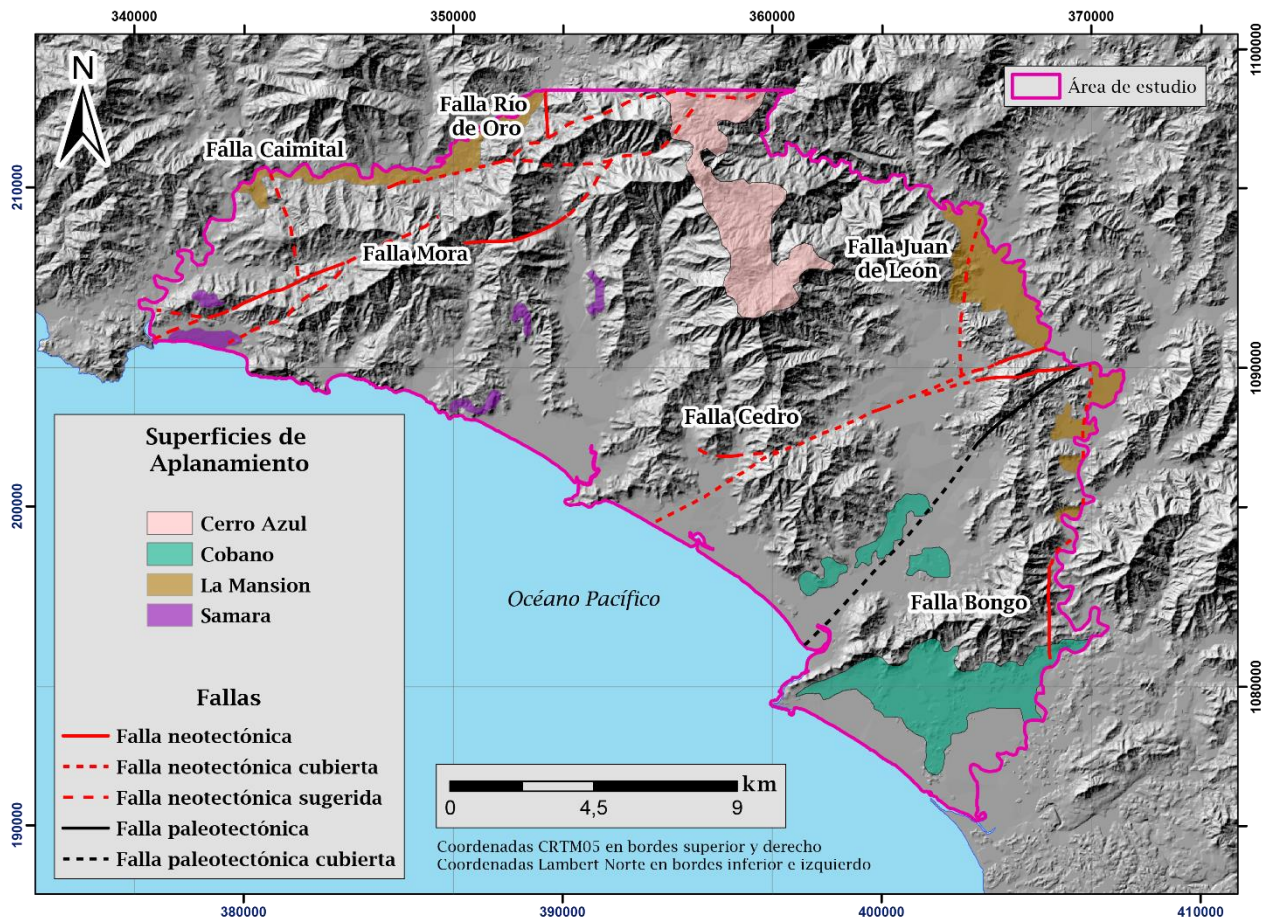 340000
350000
360000
370000
1100000
N
Área de estudio
Falla Río
de Oro
Falla Caimital
210000
Falla Mora
Falla Juan
de León
1090000
Falla Cedro
Superficies de
Aplanamiento
Cerro Azul
Cobano
La Mansion
Samara
200000
Océano Pacífico
Falla Bongo
1080000
Fallas
Falla neotectónica
Falla neotectónica cubierta
Falla neotectónica sugerida
Falla paleotectónica
Falla paleotectónica cubierta
km
0
4,5
9
190000
Coordenadas CRTM05 en bordes superior y derecho
Coordenadas Lambert Norte en bordes inferior e izquierdo
380000
390000
400000
410000